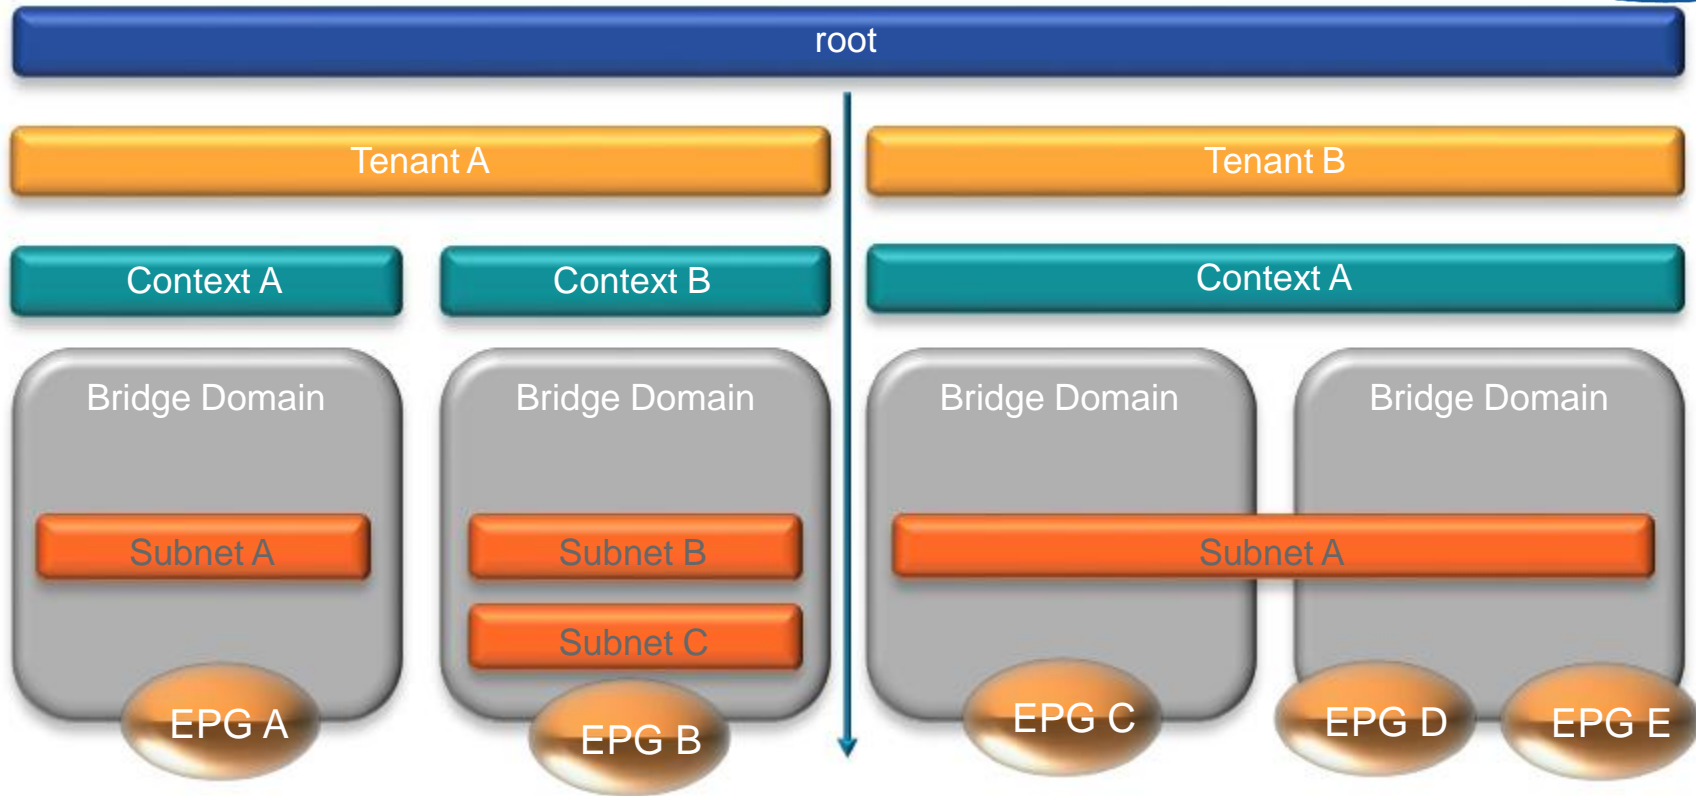 root
Tenant A
Tenant B
Context A
Context B
Context A
Bridge Domain
Bridge Domain
Bridge Domain
Bridge Domain
Subnet A
Subnet B
Subnet A
Subnet C
EPG A
EPG B
EPG C
EPG D
EPG E